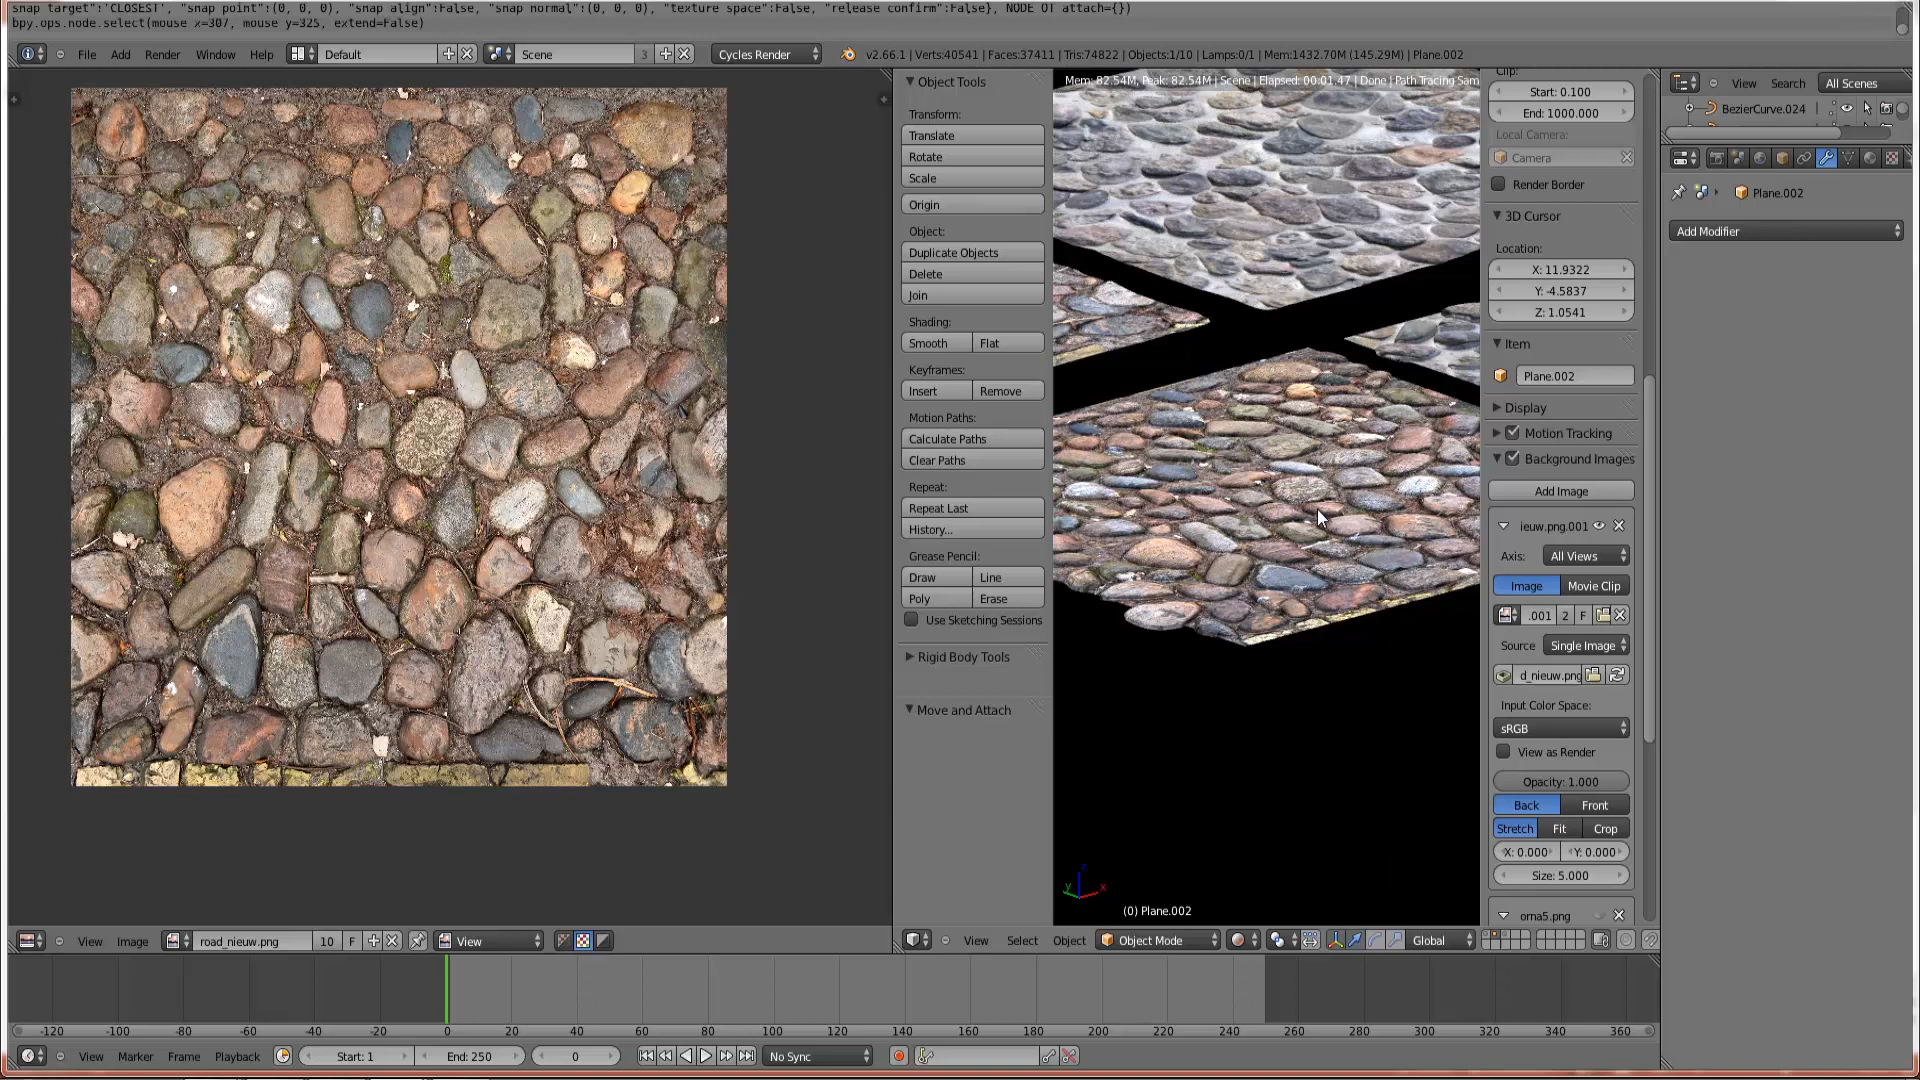 snap target":'CLOSEST', "snap point":(0, 0, 0), "snap align":False, "snap normal":(0, 0, 0), "texture space":False, "release confirm":False}, NODE OT attach={})
bpy.ops.node.select(mouse x=307, mouse y=325, extend=False)
File Add Render Window Help Default Scene 3 Cycles Render v2.66.1 | Verts:40541 | Faces:37411 | Tris:74822 | Objects:1/10 | Lamps:0/1 | Mem:1432.70M (145.29M) | Plane.002
Object Tools
Transform:
Translate
Rotate
Scale
Origin
Object:
Duplicate Objects
Delete
Join
Shading:
Smooth Flat
Keyframes:
Insert Remove
Motion Paths:
Calculate Paths
Clear Paths
Repeat:
Repeat Last
History...
Grease Pencil:
Draw Line
Poly Erase
Use Sketching Sessions
Rigid Body Tools
Move and Attach
Mem: 82.54M, Peak: 82.54M | Scene | Elapsed: 00:01.47 | Done | Path Tracing Sam
z
y x
(0) Plane.002
Clip:
Start: 0.100
End: 1000.000
Local Camera:
Camera
Render Border
3D Cursor
Location:
X: 11.9322
Y: -4.5837
Z: 1.0541
Item
Plane.002
Display
Motion Tracking
Background Images
Add Image
ieuw.png.001
Axis: All Views
Image Movie Clip
.001 2 F
Source Single Image
d_nieuw.png
Input Color Space:
sRGB
View as Render
Opacity: 1.000
Back Front
Stretch Fit Crop
X: 0.000 Y: 0.000
Size: 5.000
orna5.png
View Search All Scenes
BezierCurve.024
Plane.002
Add Modifier
View Image road_nieuw.png 10 F View
View Select Object Object Mode Global
-120 -100 -80 -60 -40 -20 0 20 40 60 80 100 120 140 160 180 200 220 240 260 280 300 320 340 360
View Marker Frame Playback Start: 1 End: 250 0 No Sync